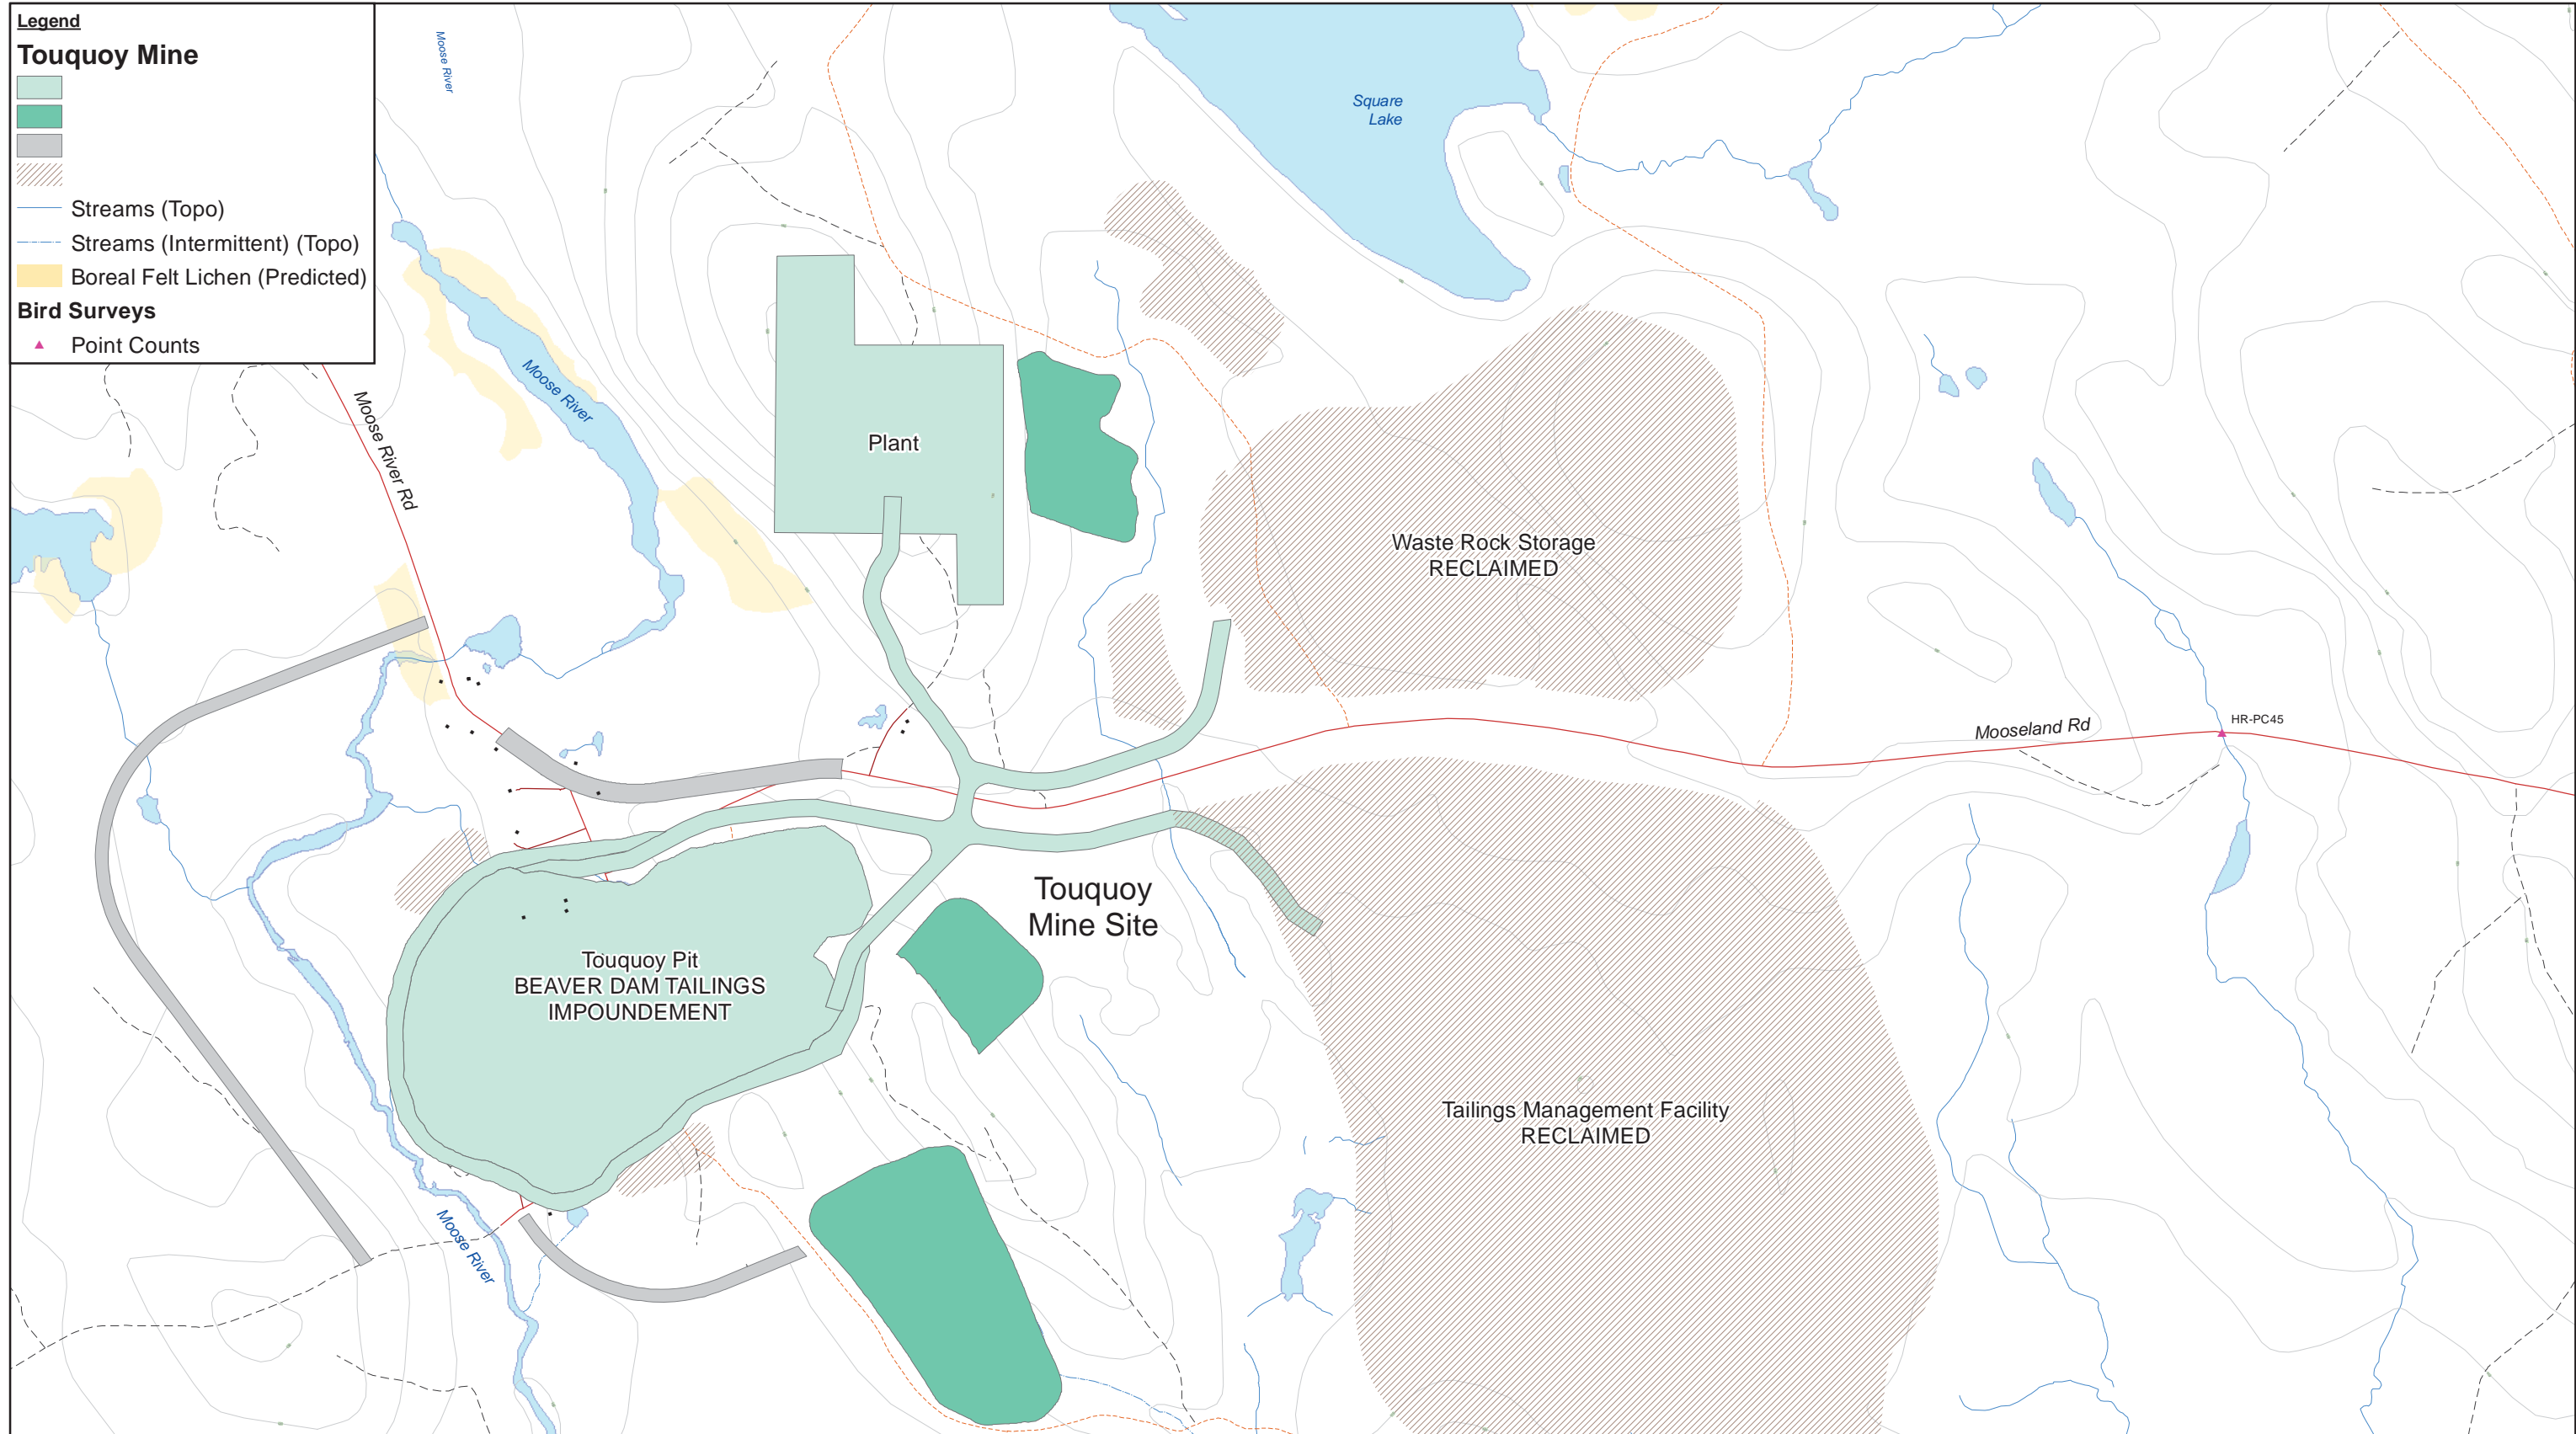 Legend
Touquoy Mine
Streams (Topo)
Streams (Intermittent) (Topo)
Boreal Felt Lichen (Predicted)
Bird Surveys
Point Counts
Moose River
Square
Lake
Moose River
Moose River Rd
Plant
Waste Rock Storage
RECLAIMED
Mooseland Rd
HR-PC45
Touquoy
Mine Site
Touquoy Pit
BEAVER DAM TAILINGS
IMPOUNDEMENT
Tailings Management Facility
RECLAIMED
Moose River